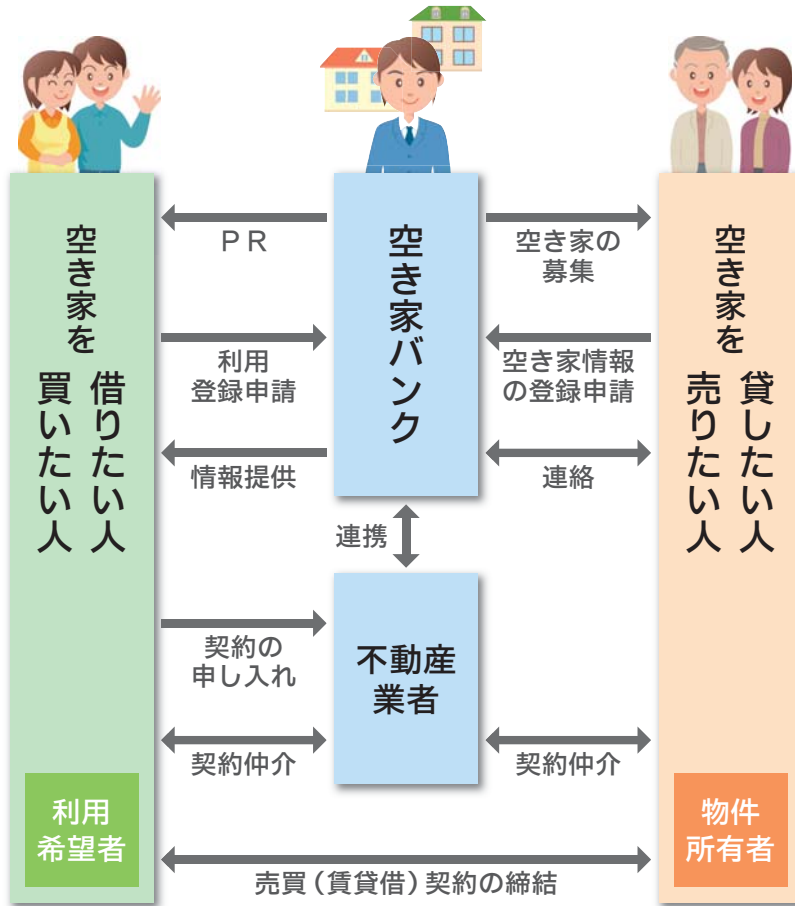 空き家を
借りたい人
買いたい人
利用
希望者
PR
利用
登録申請
情報提供
契約の
申し入れ
契約仲介
空き家バンク
連携
不動産
業者
空き家の
募集
空き家情報
の登録申請
連絡
契約仲介
空き家を
貸したい人
売りたい人
物件
所有者
売買(賃貸借)契約の締結